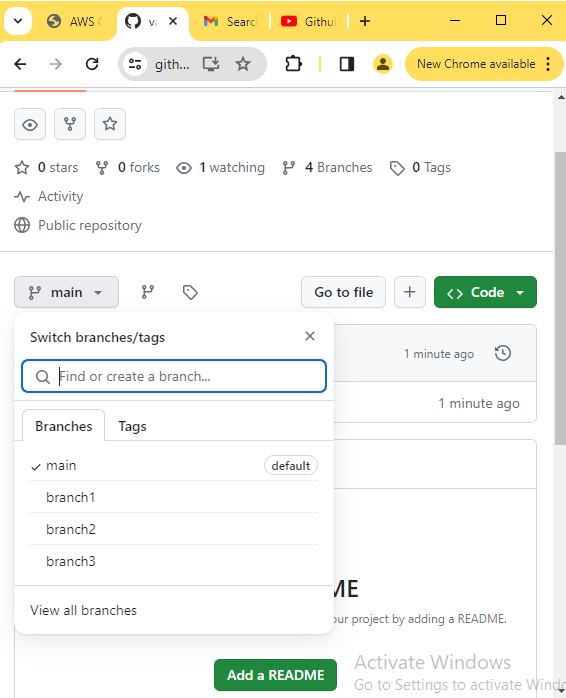 AWS
va
Search
Githu
gith...
New Chrome available
0 stars
0 forks
1 watching
4 Branches
0 Tags
Activity
Public repository
main
Go to file
Code
Switch branches/tags
1 minute ago
Find or create a branch...
1 minute ago
Branches
Tags
main
default
branch1
branch2
branch3
View all branches
our project by adding a README.
Add a README
Activate Windows
Go to Settings to activate Wind